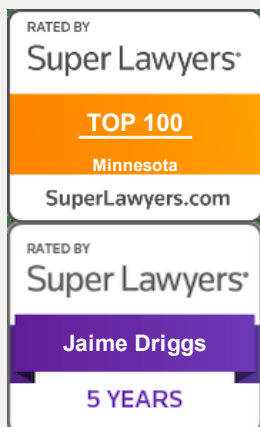 RATED BY
Super Lawyers®
TOP 100
Minnesota
SuperLawyers.com
RATED BY
Super Lawyers®
Jaime Driggs
5 YEARS